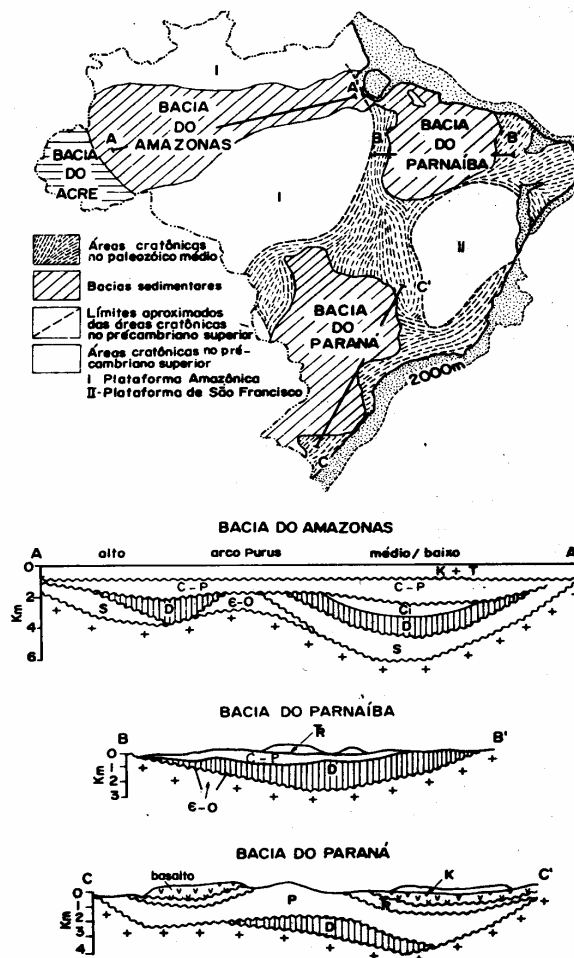 I
A'
BACIA
DO
AMAZONAS
A
BACIA
DO
PARNAÍBA
B
B'
BACIA
DO
ACRE
I
II
Áreas cratônicas
no paleozóico médio
Bacias sedimentares
Límites aproximados
das áreas cratônicas
no précambriano superior
Áreas cratônicas no pré-
cambriano superior
I Plataforma Amazônica
II-Plataforma de São Francisco
C'
BACIA
DO
PARANÁ
2000m
C
BACIA DO AMAZONAS
A alto arco Purus médio/baixo A'
K + T
C-P C-P
S D Є-O Ci
D
S
Km
0
2
4
6
BACIA DO PARNAÍBA
B B'
TR
C-P D
Є-O
Km
0
1
2
3
BACIA DO PARANÁ
C C'
basalto K
P TR
D
Km
0
1
2
3
4